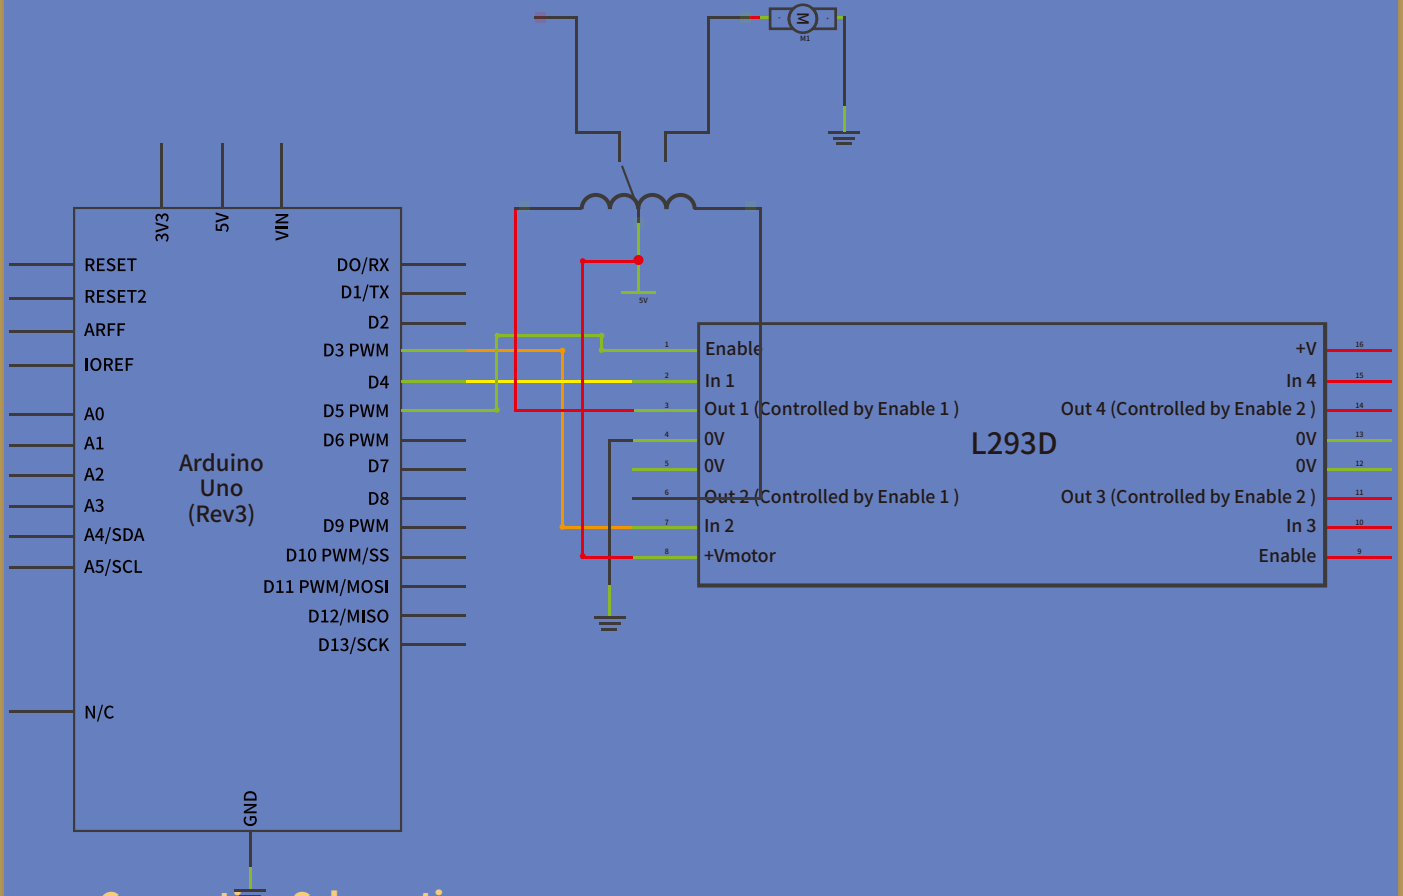 M
M1
3V3
5V
VIN
RESET
RESET2
ARFF
IOREF
A0
A1
A2
A3
A4/SDA
A5/SCL
N/C
Arduino
Uno
(Rev3)
GND
DO/RX
D1/TX
D2
D3 PWM
D4
D5 PWM
D6 PWM
D7
D8
D9 PWM
D10 PWM/SS
D11 PWM/MOSI
D12/MISO
D13/SCK
5V
1 Enable
2 In 1
3 Out 1 (Controlled by Enable 1 )
4 0V
5 0V
6 Out 2 (Controlled by Enable 1 )
7 In 2
8 +Vmotor
L293D
+V 16
In 4 15
Out 4 (Controlled by Enable 2 ) 14
0V 13
0V 12
Out 3 (Controlled by Enable 2 ) 11
In 3 10
Enable 9